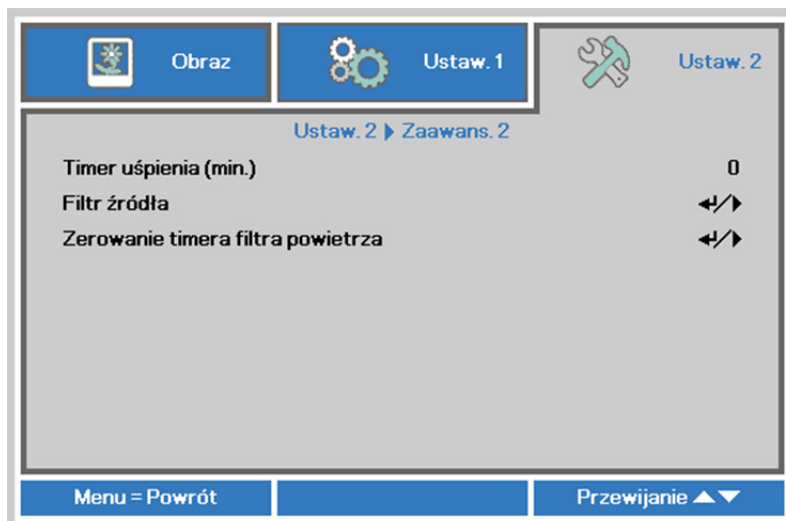 Obraz
Ustaw. 1
Ustaw. 2
Ustaw. 2 ▶ Zaawans. 2
Timer uśpienia (min.) 0
Filtr źródła ↵/▶
Zerowanie timera filtra powietrza ↵/▶
Menu = Powrót
Przewijanie ▲▼